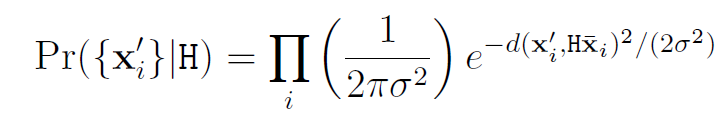 Pr({x′ᵢ}|H) = ∏ᵢ (1/(2πσ²)) e^{−d(x′ᵢ,Hx̄ᵢ)²/(2σ²)}